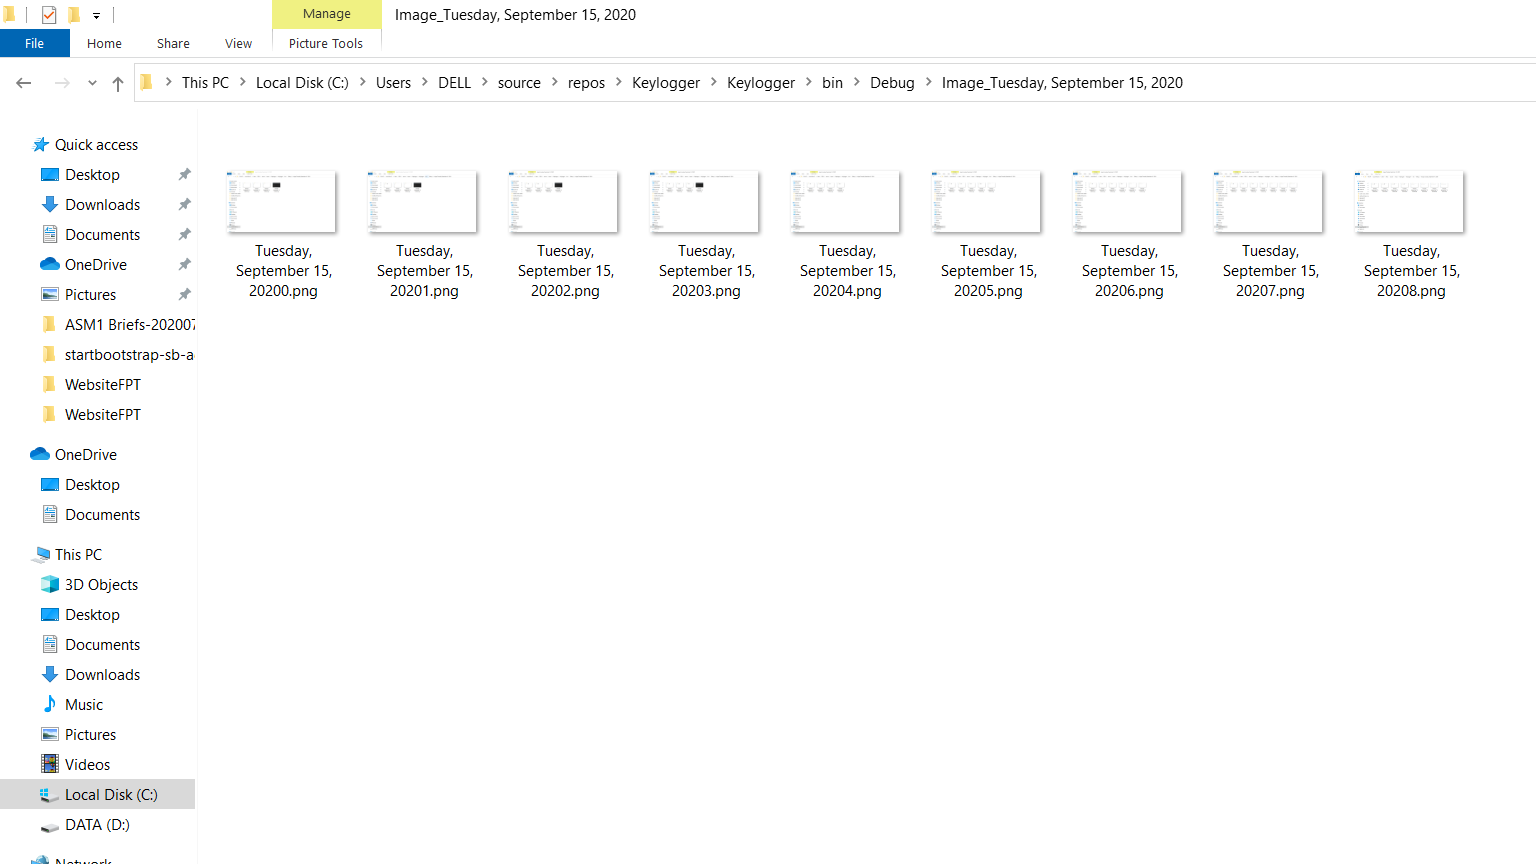 Manage
Image_Tuesday, September 15, 2020
File
Home
Share
View
Picture Tools
This PC
Local Disk (C:)
Users
DELL
source
repos
Keylogger
Keylogger
bin
Debug
Image_Tuesday, September 15, 2020
Quick access
Desktop
Downloads
Documents
OneDrive
Pictures
ASM1 Briefs-202007
startbootstrap-sb-a
WebsiteFPT
WebsiteFPT
OneDrive
Desktop
Documents
This PC
3D Objects
Desktop
Documents
Downloads
Music
Pictures
Videos
Local Disk (C:)
DATA (D:)
Network
Tuesday,
September 15,
20200.png
Tuesday,
September 15,
20201.png
Tuesday,
September 15,
20202.png
Tuesday,
September 15,
20203.png
Tuesday,
September 15,
20204.png
Tuesday,
September 15,
20205.png
Tuesday,
September 15,
20206.png
Tuesday,
September 15,
20207.png
Tuesday,
September 15,
20208.png